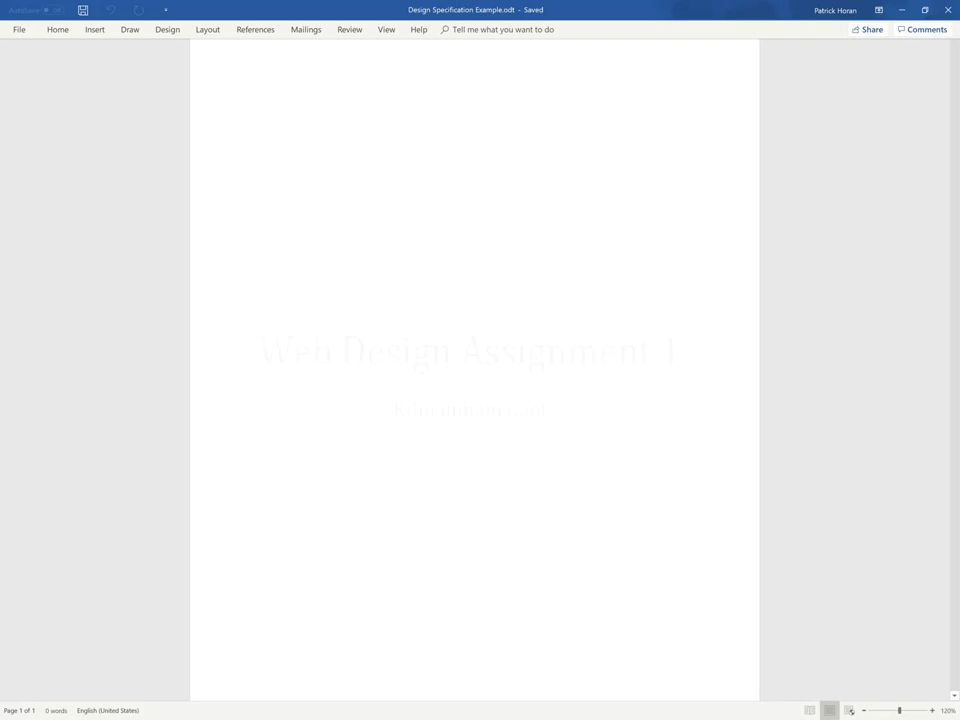 AutoSave Off
Design Specification Example.odt - Saved
Patrick Horan
File Home Insert Draw Design Layout References Mailings Review View Help Tell me what you want to do
Share Comments
Web Design Assignment 1
Page 1 of 1 0 words English (United States)
120%